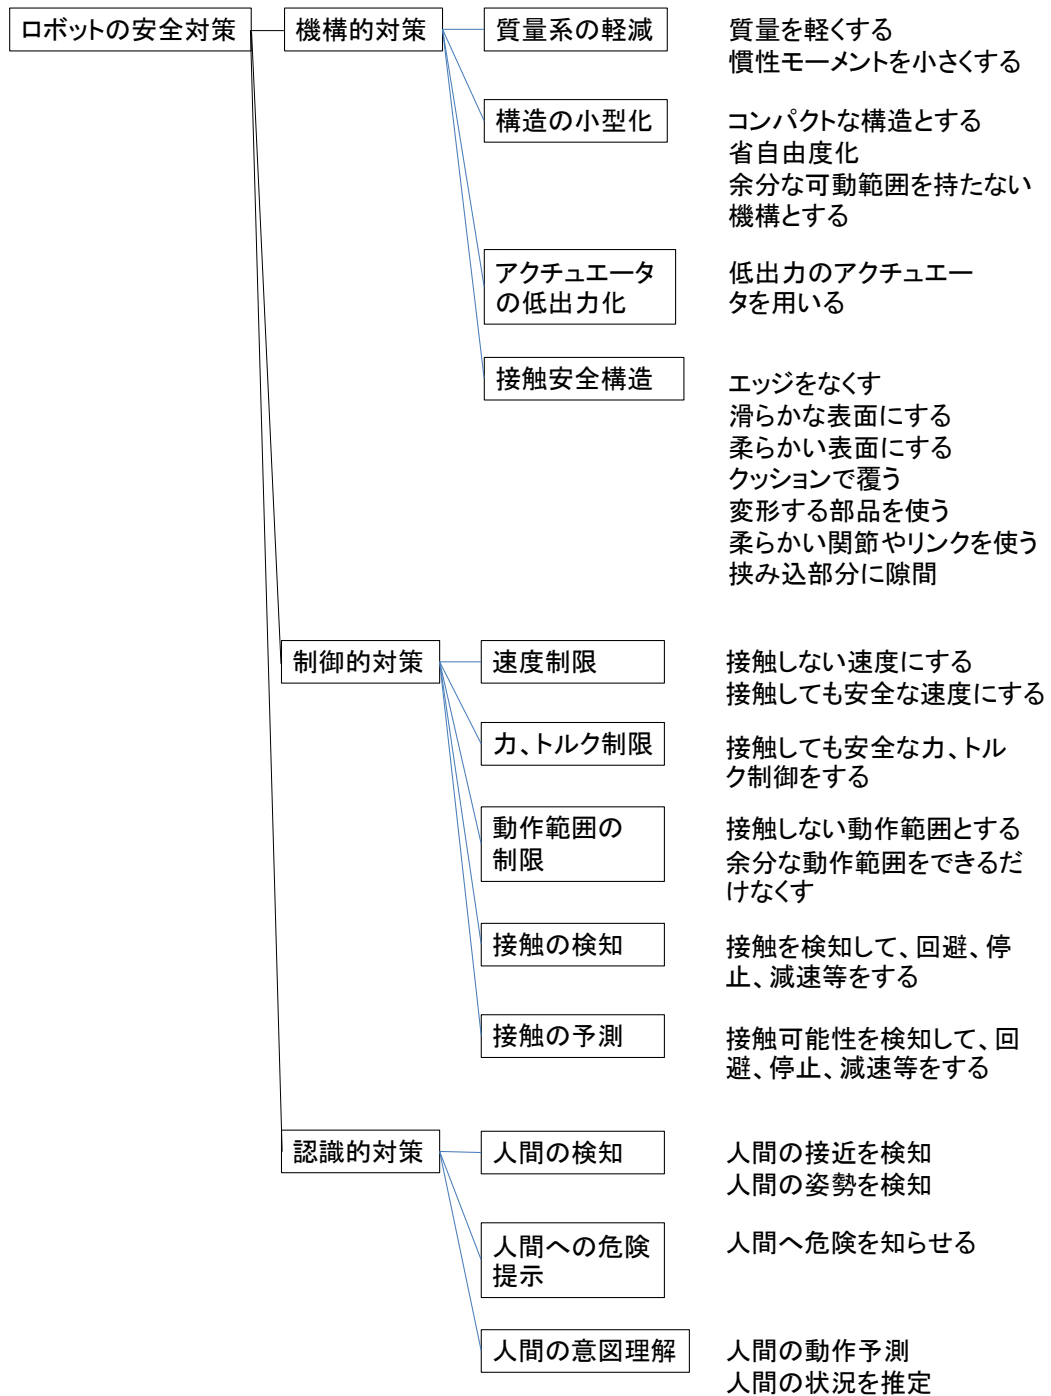 ロボットの安全対策
機構的対策
質量系の軽減
質量を軽くする
慣性モーメントを小さくする
構造の小型化
コンパクトな構造とする
省自由度化
余分な可動範囲を持たない
機構とする
アクチュエータ
の低出力化
低出力のアクチュエー
タを用いる
接触安全構造
エッジをなくす
滑らかな表面にする
柔らかい表面にする
クッションで覆う
変形する部品を使う
柔らかい関節やリンクを使う
挟み込部分に隙間
制御的対策
速度制限
接触しない速度にする
接触しても安全な速度にする
力、トルク制限
接触しても安全な力、トル
ク制御をする
動作範囲の
制限
接触しない動作範囲とする
余分な動作範囲をできるだ
けなくす
接触の検知
接触を検知して、回避、停
止、減速等をする
接触の予測
接触可能性を検知して、回
避、停止、減速等をする
認識的対策
人間の検知
人間の接近を検知
人間の姿勢を検知
人間への危険
提示
人間へ危険を知らせる
人間の意図理解
人間の動作予測
人間の状況を推定